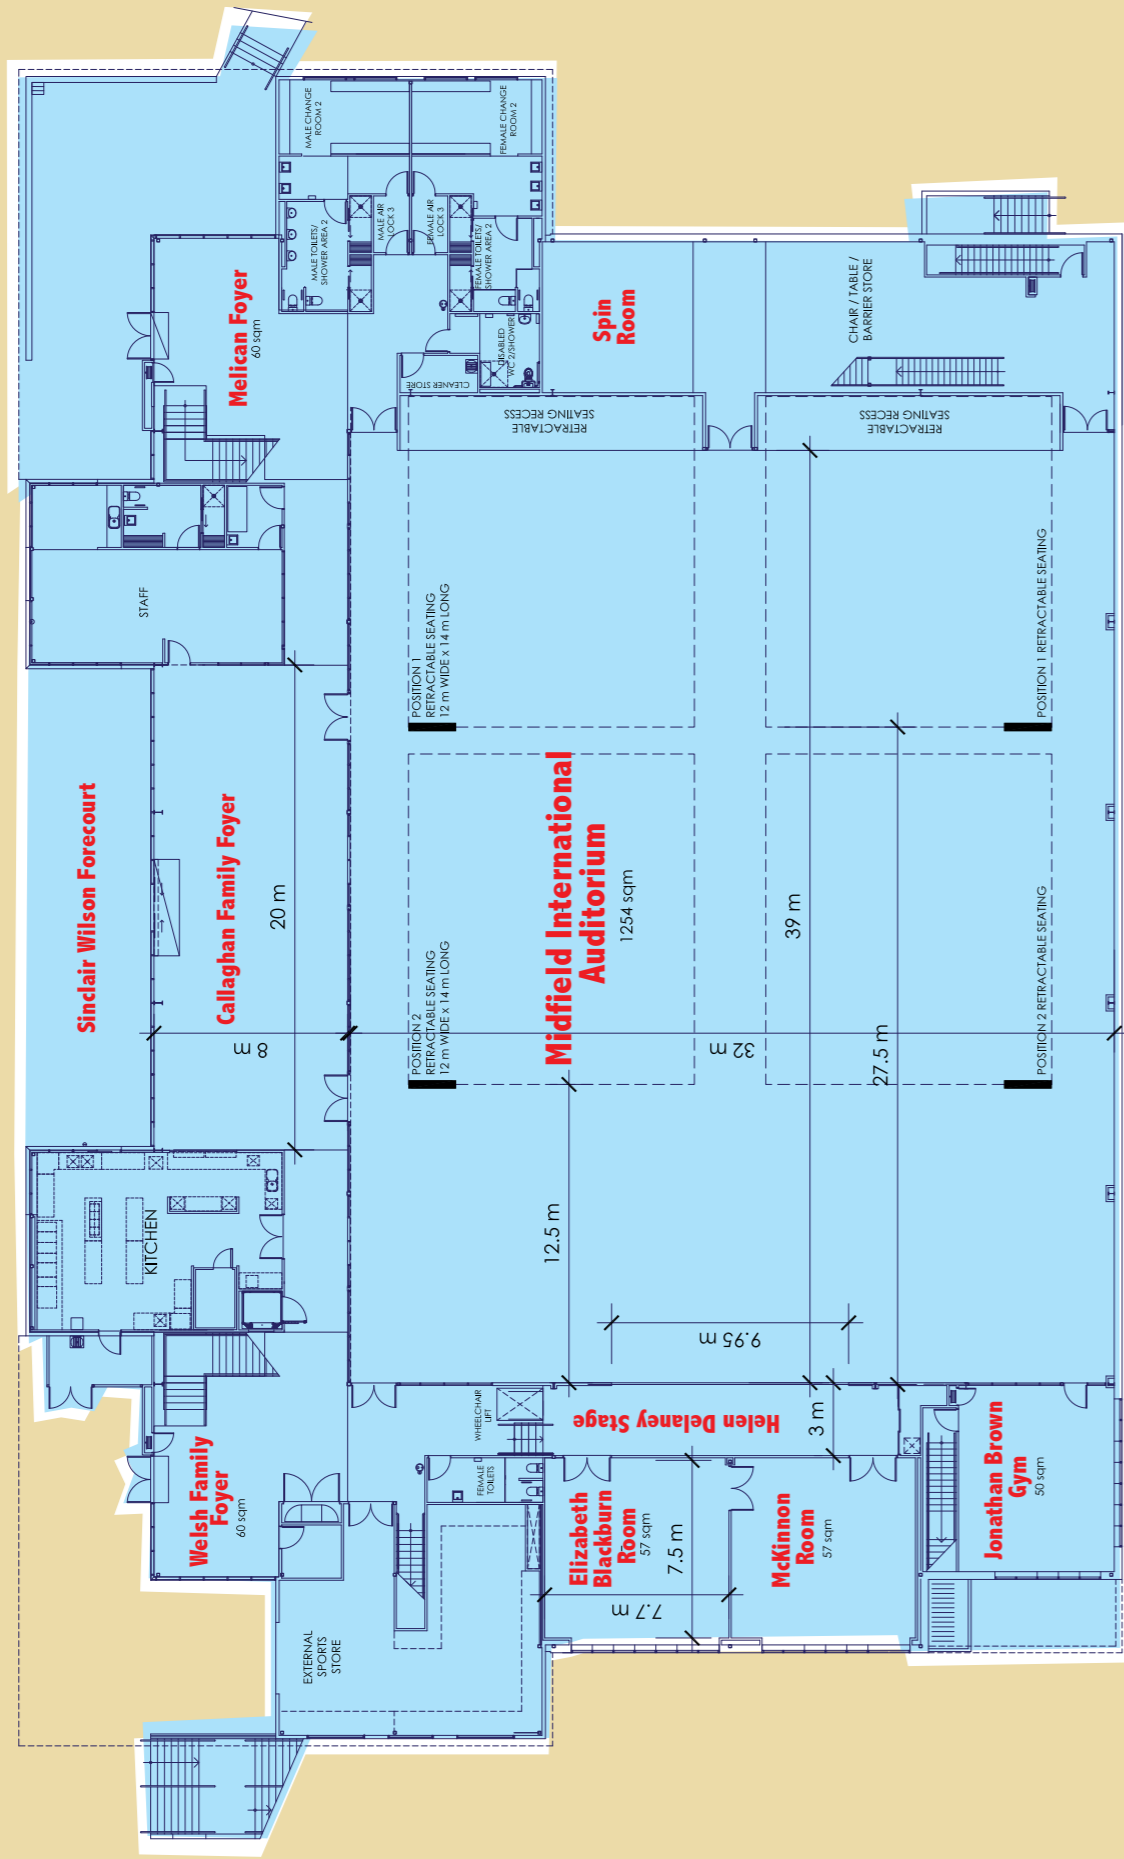 Sinclair Wilson Forecourt
Welsh Family
Foyer
60 sqm
KITCHEN
Callaghan Family Foyer
20 m
8 m
STAFF
Melican Foyer
60 sqm
MALE CHANGE
ROOM 2
FEMALE CHANGE
ROOM 2
MALE TOILETS/
SHOWER AREA 2
MALE AIR
LOCK 3
FEMALE AIR
LOCK 3
FEMALE TOILETS/
SHOWER AREA 2
CLEANER STORE
DISABLED
WC 2/SHOWER
EXTERNAL
SPORTS
STORE
WHEELCHAIR
LIFT
FEMALE
TOILETS
POSITION 2
RETRACTABLE SEATING
12 m WIDE x 14 m LONG
POSITION 1
RETRACTABLE SEATING
12 m WIDE x 14 m LONG
RETRACTABLE
SEATING RECESS
Spin
Room
Midfield International
Auditorium
1254 sqm
12.5 m
9.95 m
32 m
39 m
27.5 m
Helen Delaney Stage
3 m
Elizabeth
Blackburn
Room
57 sqm
7.5 m
7.7 m
McKinnon
Room
57 sqm
Jonathan Brown
Gym
50 sqm
RETRACTABLE
SEATING RECESS
CHAIR / TABLE /
BARRIER STORE
POSITION 2 RETRACTABLE SEATING
POSITION 1 RETRACTABLE SEATING